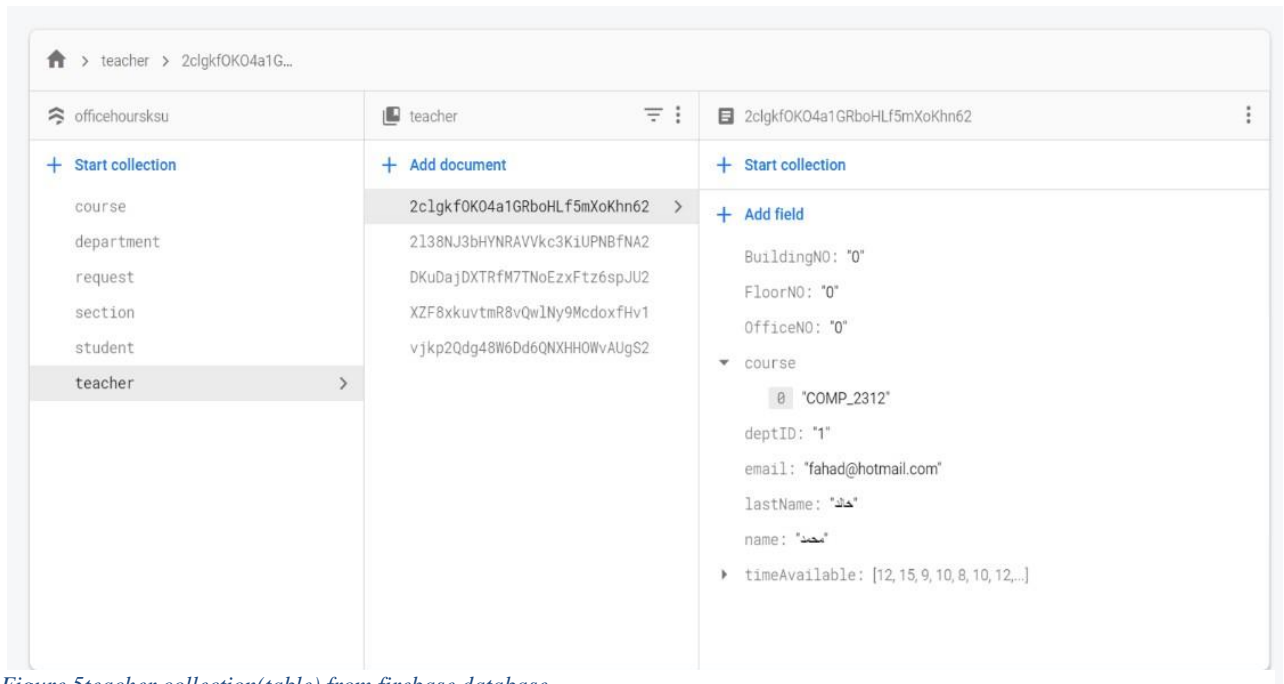 teacher > 2clgkfOKO4a1G...
officehoursksu
teacher
2clgkfOKO4a1GRboHLf5mXoKhn62
+ Start collection
+ Add document
+ Start collection
course
department
request
section
student
teacher
2clgkfOKO4a1GRboHLf5mXoKhn62
2l38NJ3bHYNRAVVkc3KiUPNBfNA2
DKuDajDXTRfM7TNoEzxFtz6spJU2
XZF8xkuvtmR8vQwlNy9McdoxfHv1
vjkp2Qdg48W6Dd6QNXHHOWvAUgS2
+ Add field
BuildingNO: "0"
FloorNO: "0"
OfficeNO: "0"
course
0 "COMP_2312"
deptID: "1"
email: "fahad@hotmail.com"
lastName: "خالد"
name: "محمد"
timeAvailable: [12, 15, 9, 10, 8, 10, 12,...]
Figure 5teacher collection(table) from firebase database